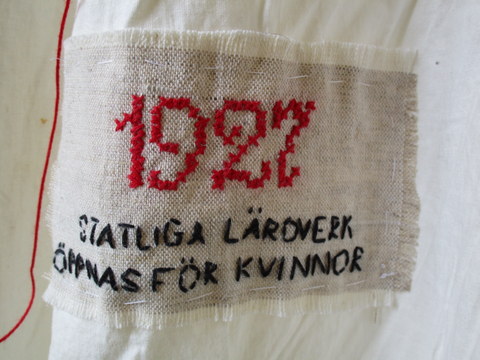 1927
STATLIGA LÄROVERK
ÖPPNAS FÖR KVINNOR